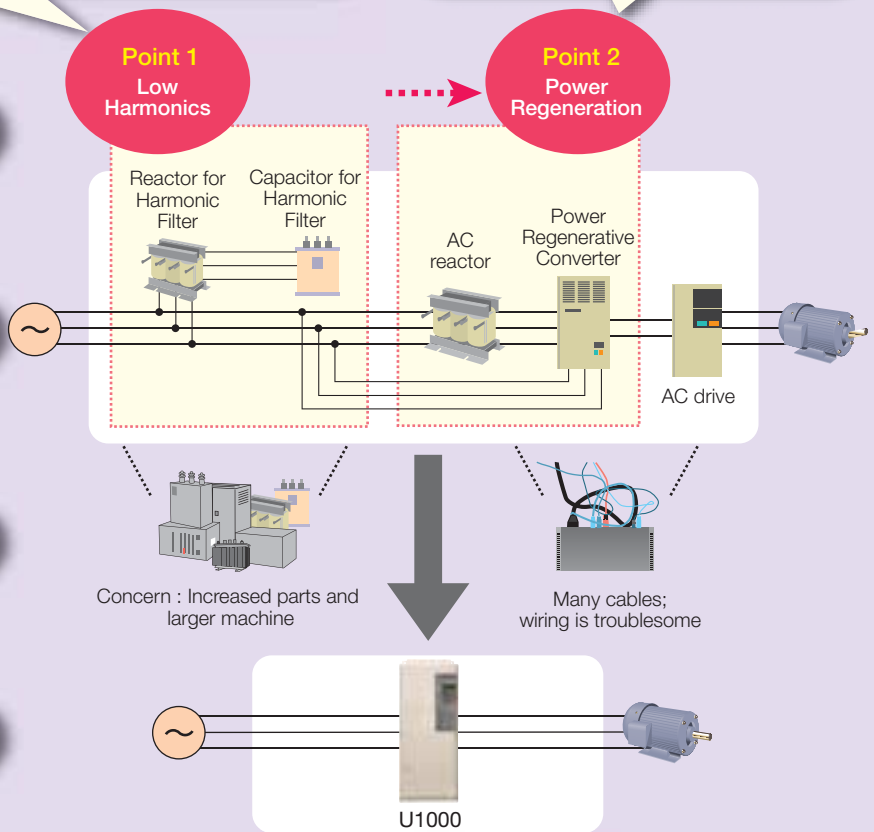 Point 1
Low
Harmonics
Point 2
Power
Regeneration
Reactor for
Harmonic
Filter
Capacitor for
Harmonic
Filter
AC
reactor
Power
Regenerative
Converter
AC drive
Concern : Increased parts and
larger machine
Many cables;
wiring is troublesome
U1000